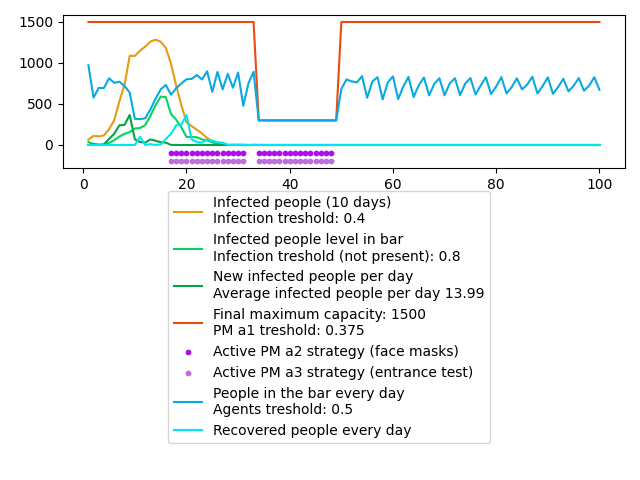 1500
1000
500
0
0 20 40 60 80 100
Infected people (10 days)
Infection treshold: 0.4
Infected people level in bar
Infection treshold (not present): 0.8
New infected people per day
Average infected people per day 13.99
Final maximum capacity: 1500
PM a1 treshold: 0.375
Active PM a2 strategy (face masks)
Active PM a3 strategy (entrance test)
People in the bar every day
Agents treshold: 0.5
Recovered people every day